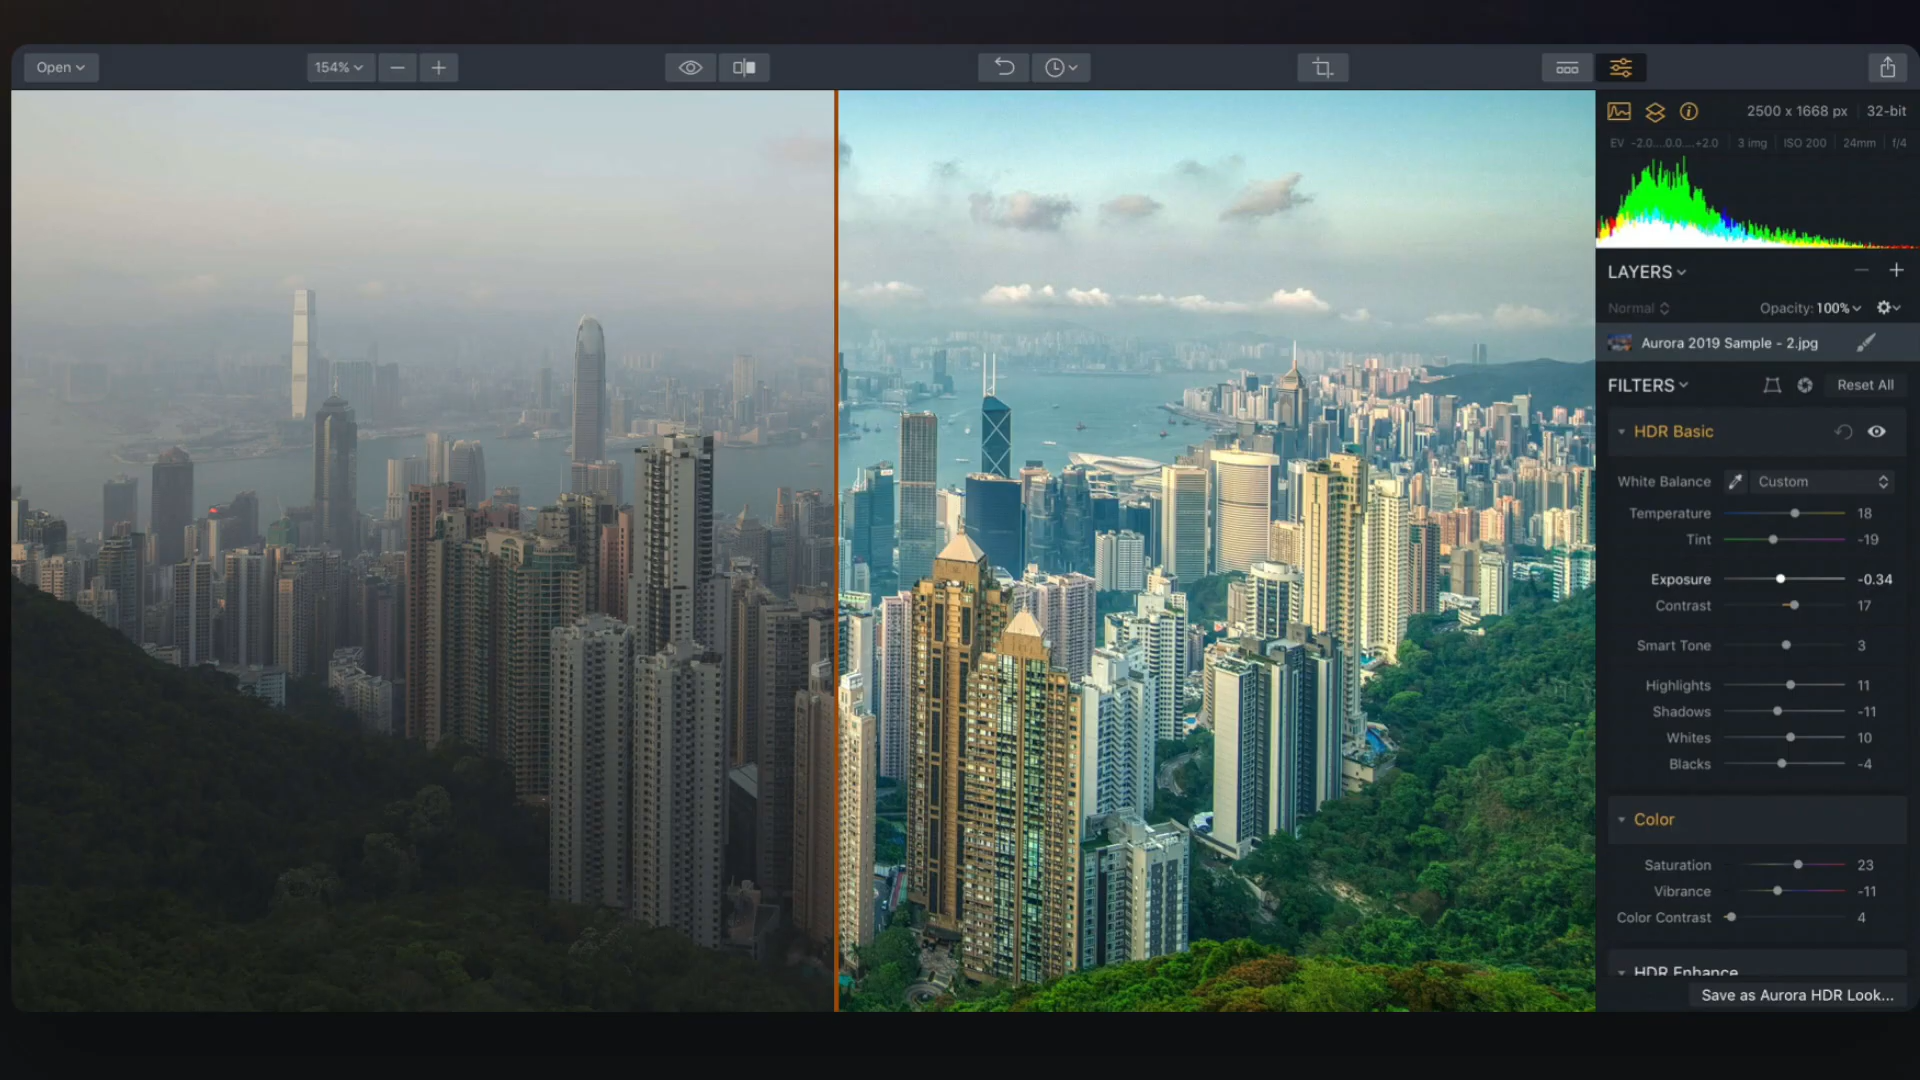 Open
154%
2500 x 1668 px 32-bit
EV -2.0....0.0....+2.0 3 img ISO 200 24mm f/4
LAYERS
Normal Opacity: 100%
Aurora 2019 Sample - 2.jpg
FILTERS Reset All
HDR Basic
White Balance Custom
Temperature 18
Tint -19
Exposure -0.34
Contrast 17
Smart Tone 3
Highlights 11
Shadows -11
Whites 10
Blacks -4
Color
Saturation 23
Vibrance -11
Color Contrast 4
HDR Enhance
Save as Aurora HDR Look...